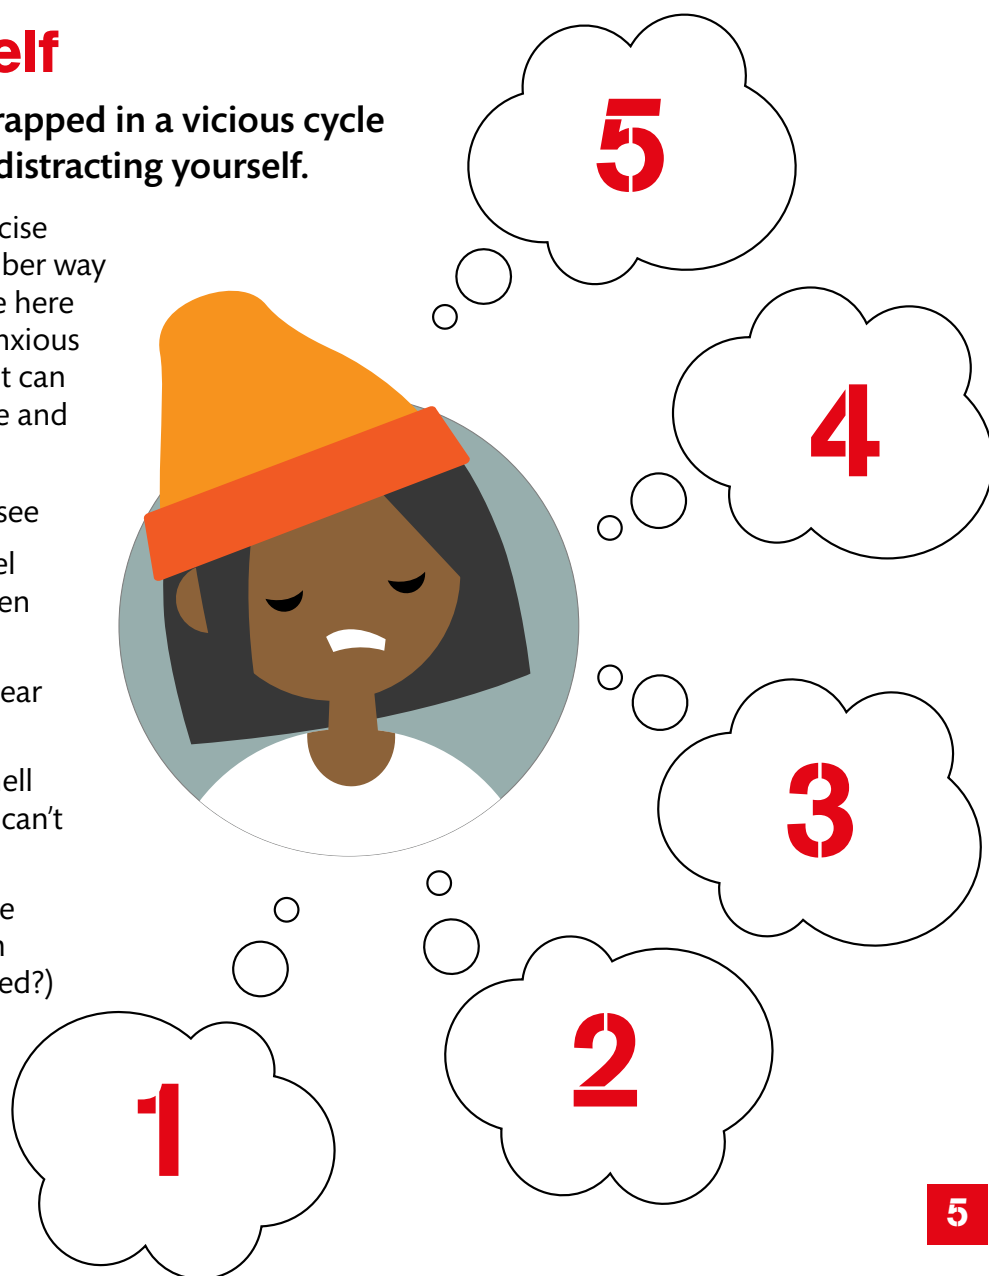 elf
rapped in a vicious cycle
distracting yourself.
cise
ber way
e here
nxious
t can
e and
see
el
en
ear
ell
can't
e
n
ed?)
5
4
3
2
1
5